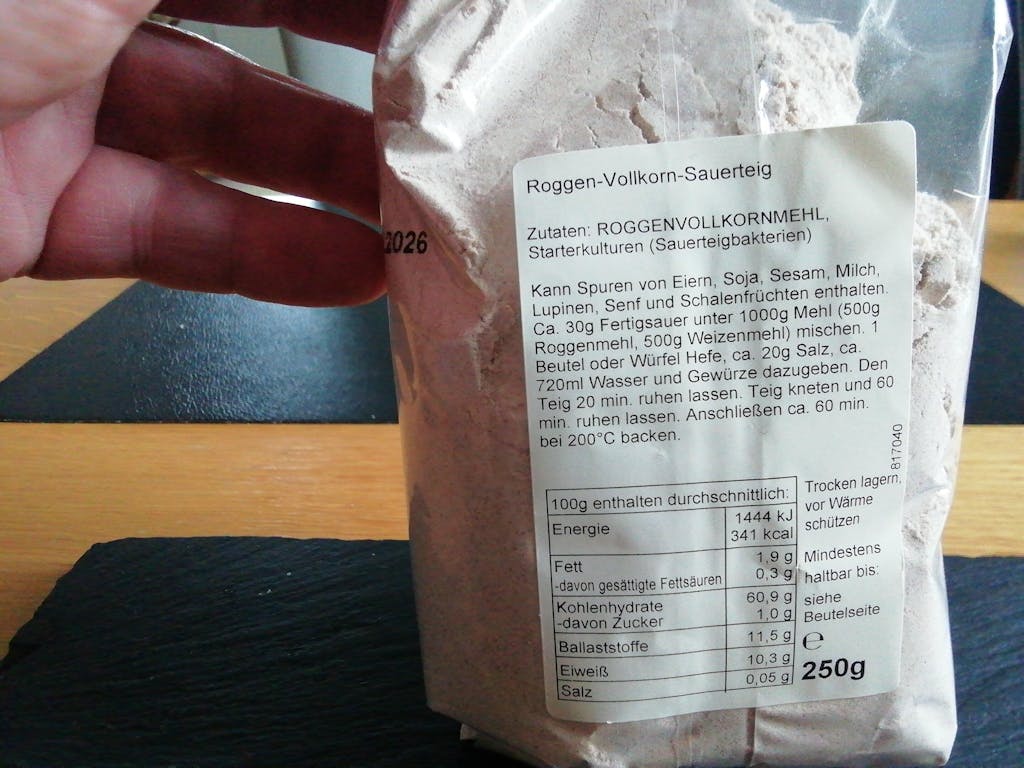 Roggen-Vollkorn-Sauerteig
Zutaten: ROGGENVOLLKORNMEHL,
Starterkulturen (Sauerteigbakterien)
Kann Spuren von Eiern, Soja, Sesam, Milch,
Lupinen, Senf und Schalenfrüchten enthalten.
Ca. 30g Fertigsauer unter 1000g Mehl (500g
Roggenmehl, 500g Weizenmehl) mischen. 1
Beutel oder Würfel Hefe, ca. 20g Salz, ca.
720ml Wasser und Gewürze dazugeben. Den
Teig 20 min. ruhen lassen. Teig kneten und 60
min. ruhen lassen. Anschließen ca. 60 min.
bei 200°C backen.
817040
100g enthalten durchschnittlich:
Energie 1444 kJ
341 kcal
Fett 1,9 g
-davon gesättigte Fettsäuren 0,3 g
Kohlenhydrate 60,9 g
-davon Zucker 1,0 g
Ballaststoffe 11,5 g
Eiweiß 10,3 g
Salz 0,05 g
Trocken lagern,
vor Wärme
schützen
Mindestens
haltbar bis:
siehe
Beutelseite
℮
250g
2026